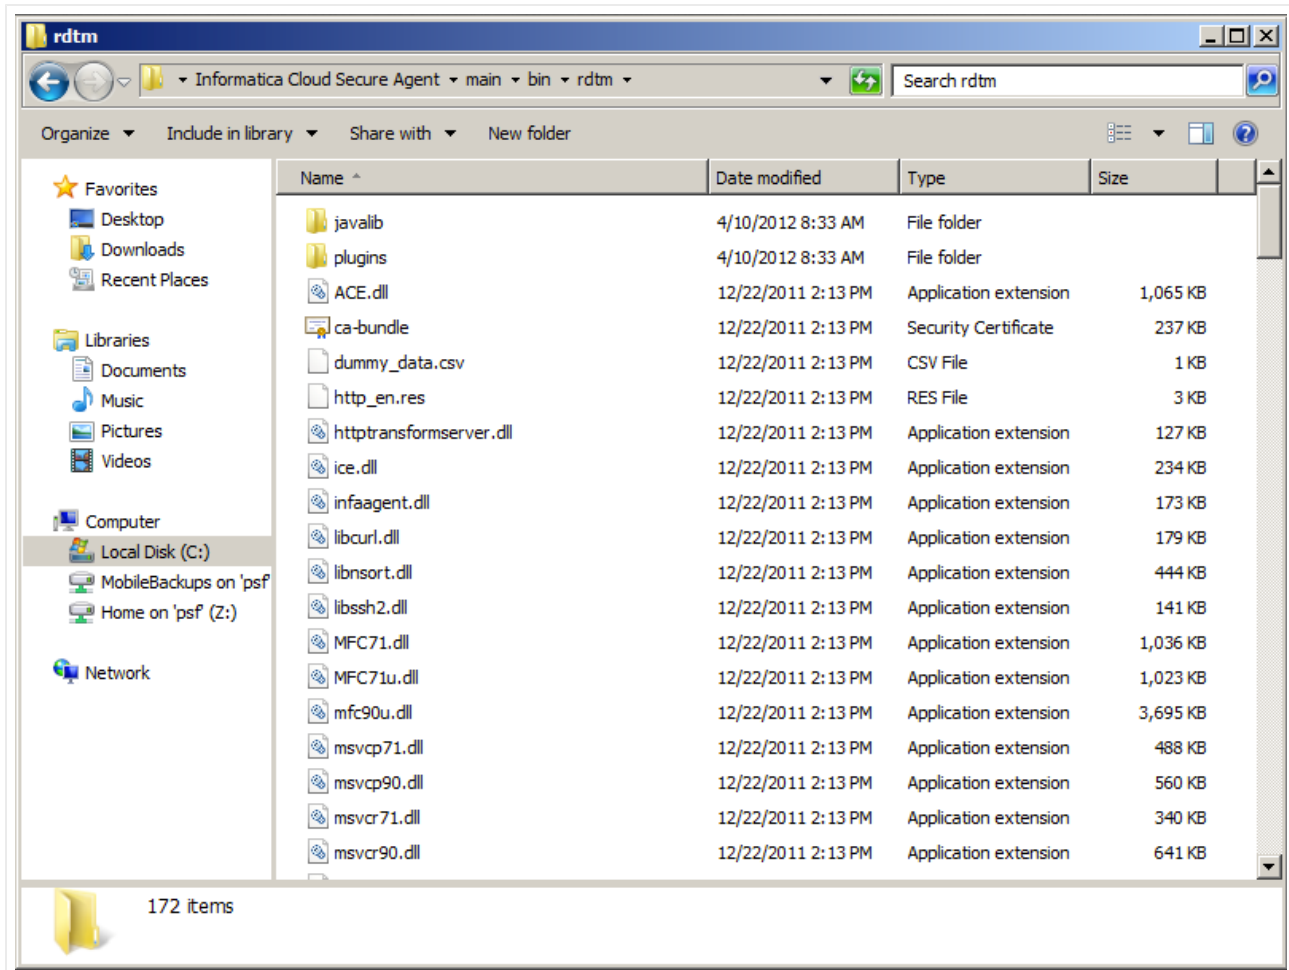 rdtm
Informatica Cloud Secure Agent main bin rdtm
Search rdtm
Organize Include in library Share with New folder
Favorites
Desktop
Downloads
Recent Places
Libraries
Documents
Music
Pictures
Videos
Computer
Local Disk (C:)
MobileBackups on 'psf'
Home on 'psf' (Z:)
Network
Name Date modified Type Size
javalib 4/10/2012 8:33 AM File folder
plugins 4/10/2012 8:33 AM File folder
ACE.dll 12/22/2011 2:13 PM Application extension 1,065 KB
ca-bundle 12/22/2011 2:13 PM Security Certificate 237 KB
dummy_data.csv 12/22/2011 2:13 PM CSV File 1 KB
http_en.res 12/22/2011 2:13 PM RES File 3 KB
httptransformserver.dll 12/22/2011 2:13 PM Application extension 127 KB
ice.dll 12/22/2011 2:13 PM Application extension 234 KB
infaagent.dll 12/22/2011 2:13 PM Application extension 173 KB
libcurl.dll 12/22/2011 2:13 PM Application extension 179 KB
libnsort.dll 12/22/2011 2:13 PM Application extension 444 KB
libssh2.dll 12/22/2011 2:13 PM Application extension 141 KB
MFC71.dll 12/22/2011 2:13 PM Application extension 1,036 KB
MFC71u.dll 12/22/2011 2:13 PM Application extension 1,023 KB
mfc90u.dll 12/22/2011 2:13 PM Application extension 3,695 KB
msvcp71.dll 12/22/2011 2:13 PM Application extension 488 KB
msvcp90.dll 12/22/2011 2:13 PM Application extension 560 KB
msvcr71.dll 12/22/2011 2:13 PM Application extension 340 KB
msvcr90.dll 12/22/2011 2:13 PM Application extension 641 KB
172 items